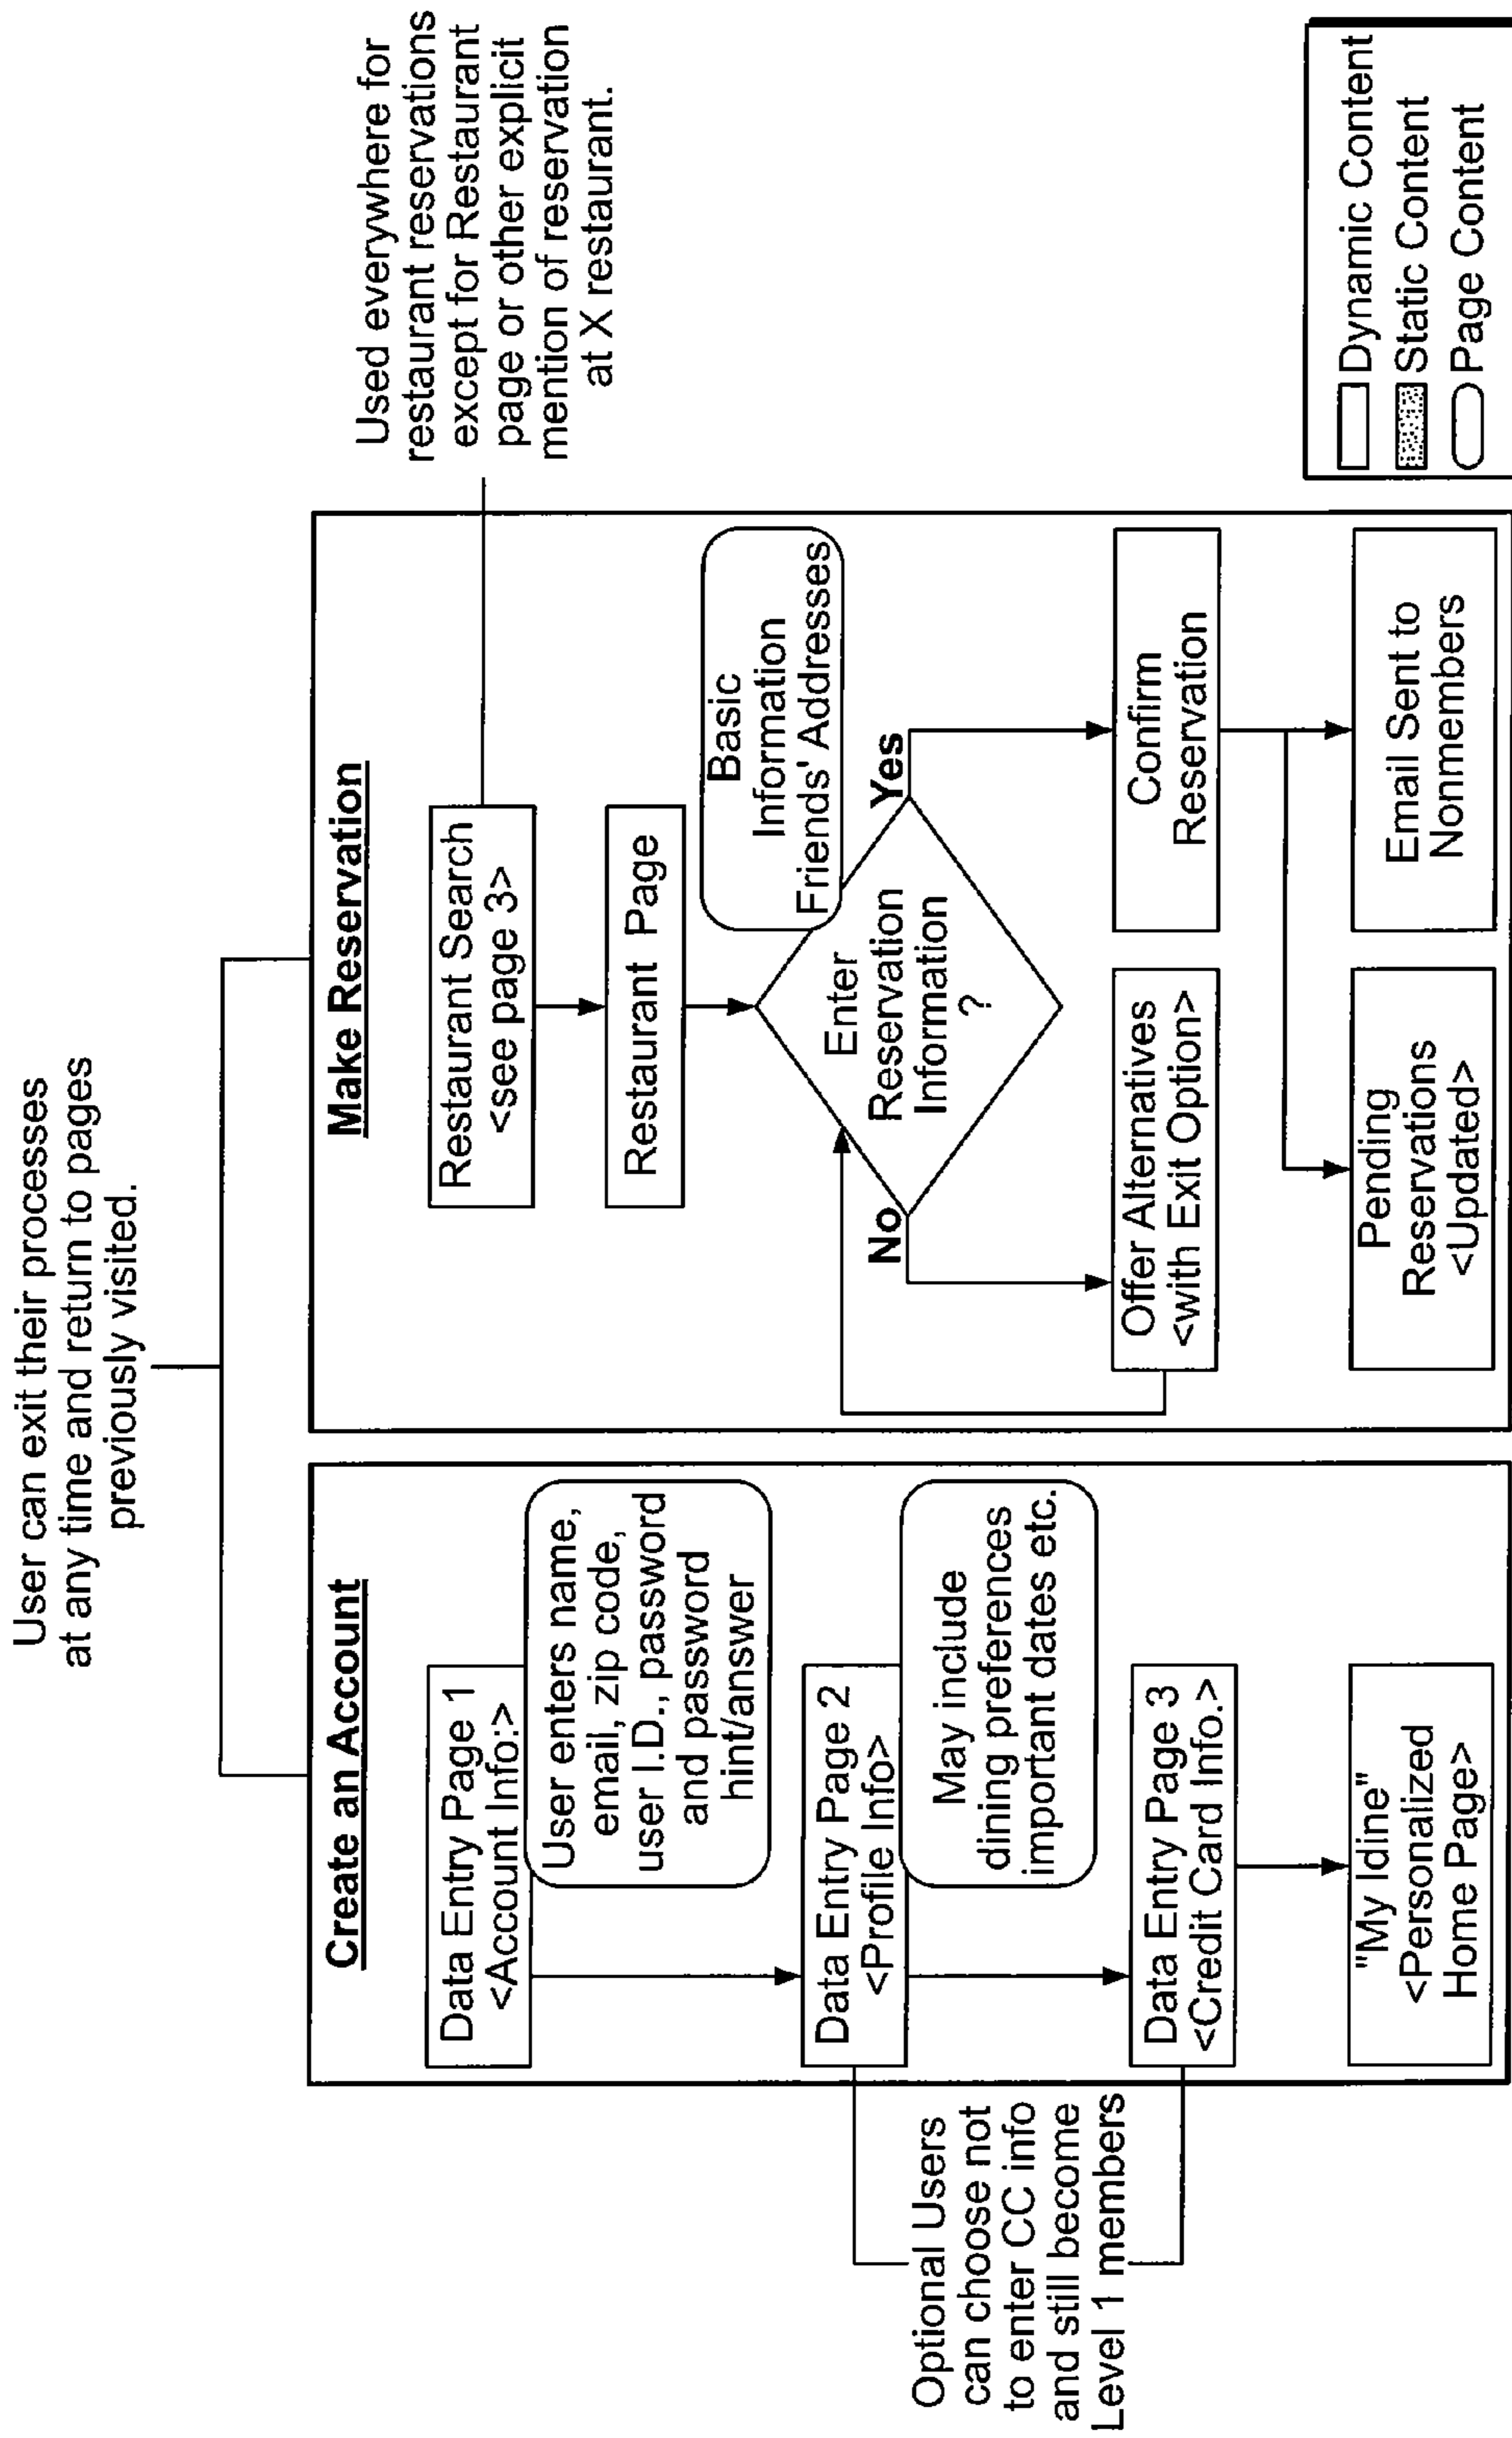 User can exit their processes
at any time and return to pages
previously visited.
Create an Account
Data Entry Page 1
<Account Info:>
User enters name,
email, zip code,
user I.D., password
and password
hint/answer
Data Entry Page 2
<Profile Info>
May include
dining preferences
important dates etc.
Data Entry Page 3
<Credit Card Info.>
"My Idine"
<Personalized
Home Page>
Optional Users
can choose not
to enter CC info
and still become
Level 1 members
Make Reservation
Restaurant Search
<see page 3>
Restaurant Page
Basic
Information
Friends' Addresses
Enter
Reservation
Information
?
No
Yes
Offer Alternatives
<with Exit Option>
Confirm
Reservation
Pending
Reservations
<Updated>
Email Sent to
Nonmembers
Used everywhere for
restaurant reservations
except for Restaurant
page or other explicit
mention of reservation
at X restaurant.
Dynamic Content
Static Content
Page Content